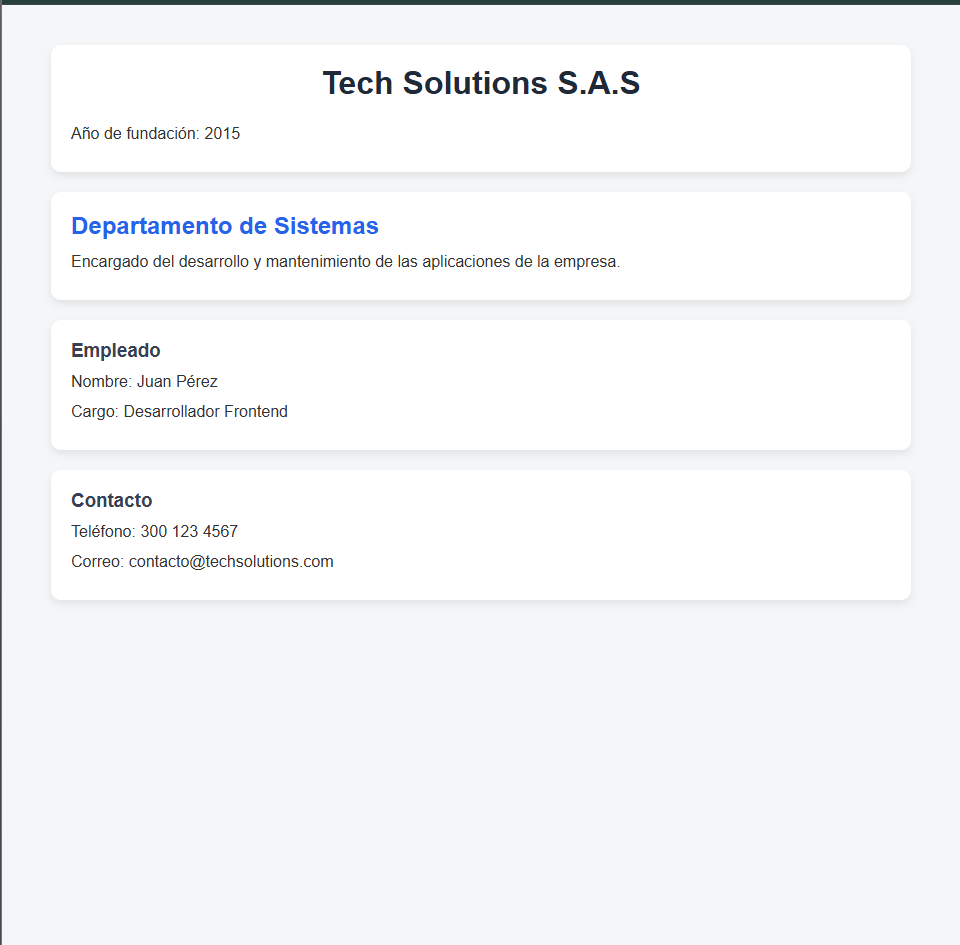 Tech Solutions S.A.S
Año de fundación: 2015
Departamento de Sistemas
Encargado del desarrollo y mantenimiento de las aplicaciones de la empresa.
Empleado
Nombre: Juan Pérez
Cargo: Desarrollador Frontend
Contacto
Teléfono: 300 123 4567
Correo: contacto@techsolutions.com